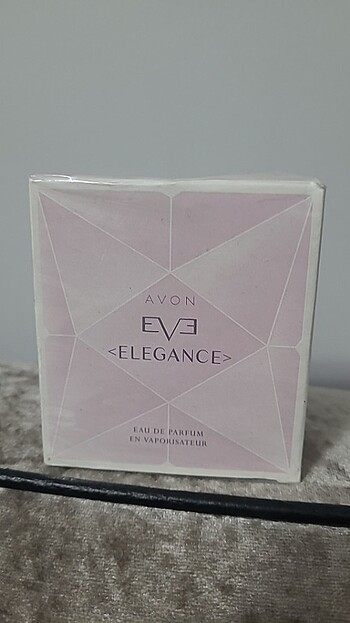 AVON
EVE
<ELEGANCE>
EAU DE PARFUM
EN VAPORISATEUR